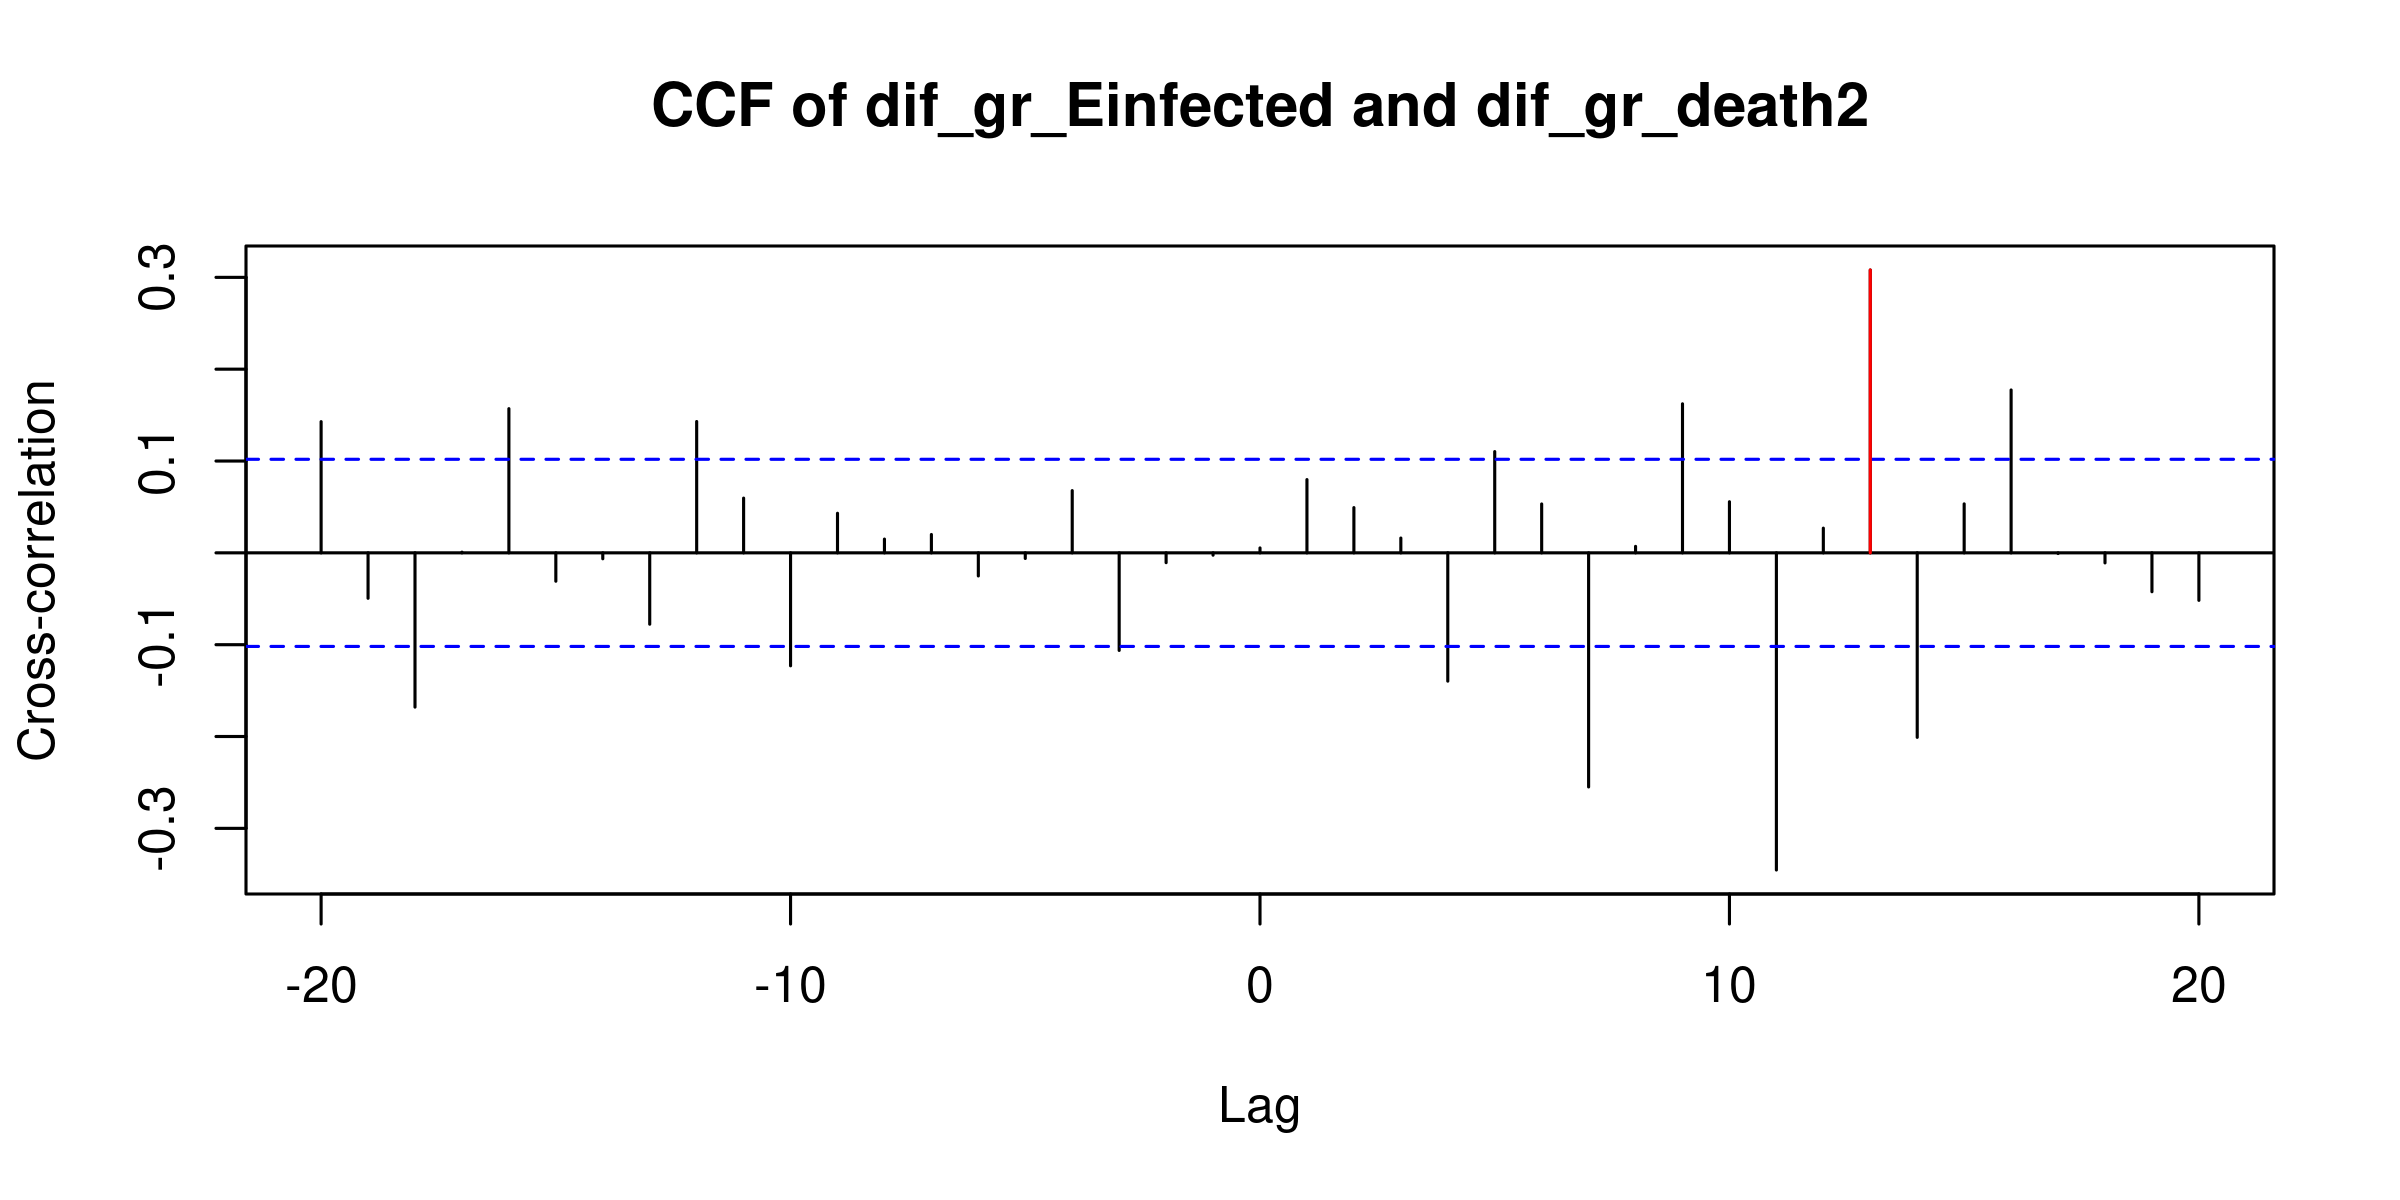 CCF of dif_gr_Einfected and dif_gr_death2
Cross-correlation
0.3
0.1
-0.1
-0.3
-20 -10 0 10 20
Lag